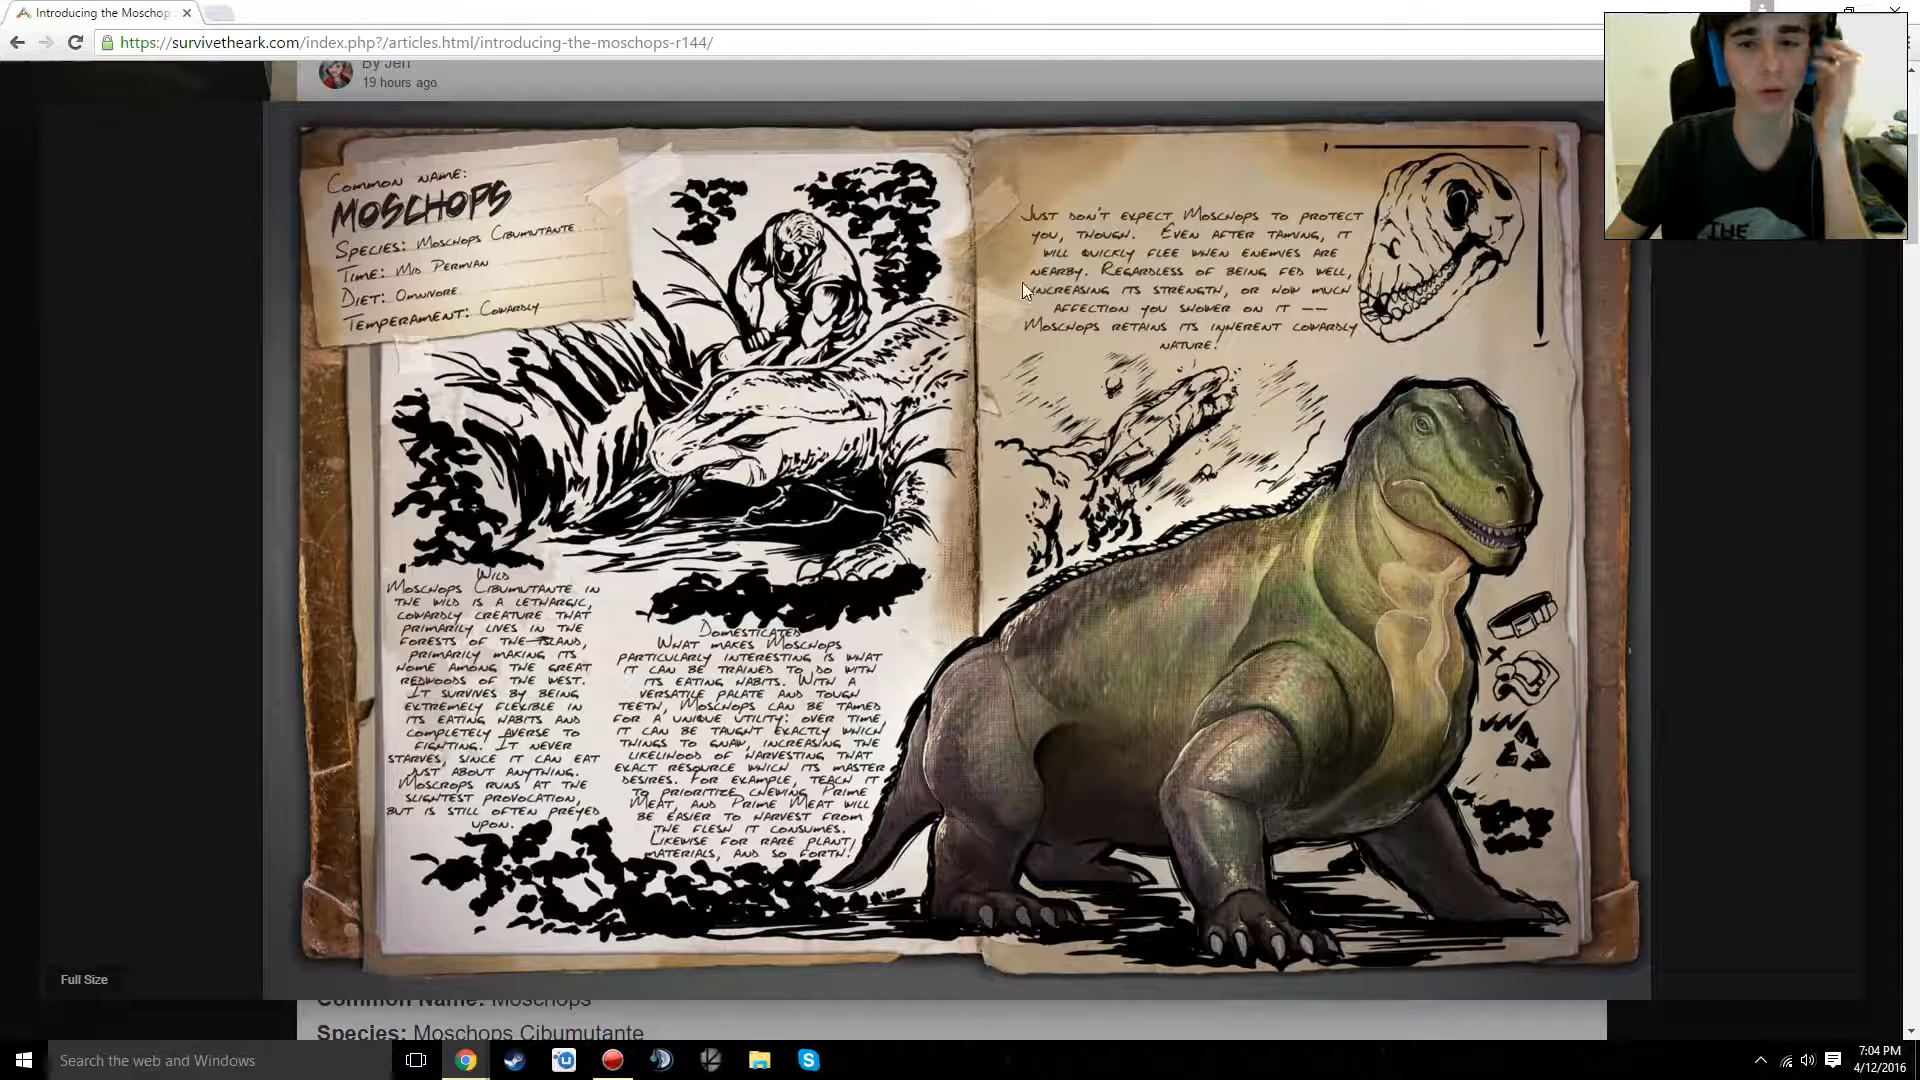 Introducing the Moschop
https://survivetheark.com/index.php?/articles.html/introducing-the-moschops-r144/
By Jen
19 hours ago
COMMON NAME:
MOSCHOPS
SPECIES: MOSCHOPS CIBUMUTANTE
TIME: MID PERMIAN
DIET: OMNIVORE
TEMPERAMENT: COWARDLY
WILD
MOSCHOPS CIBUMUTANTE IN
THE WILD IS A LETHARGIC,
COWARDLY CREATURE THAT
PRIMARILY LIVES IN THE
FORESTS OF THE ISLAND,
PRIMARILY MAKING ITS
HOME AMONG THE GREAT
REDWOODS OF THE WEST.
IT SURVIVES BY BEING
EXTREMELY FLEXIBLE IN
ITS EATING HABITS AND
COMPLETELY AVERSE TO
FIGHTING. IT NEVER
STARVES, SINCE IT CAN EAT
JUST ABOUT ANYTHING.
MOSCHOPS RUNS AT THE
SLIGHTEST PROVOCATION,
BUT IS STILL OFTEN PREYED
UPON.
DOMESTICATED
WHAT MAKES MOSCHOPS
PARTICULARLY INTERESTING IS WHAT
IT CAN BE TRAINED TO DO WITH
ITS EATING HABITS. WITH A
VERSATILE PALATE AND TOUGH
TEETH, MOSCHOPS CAN BE TAMED
FOR A UNIQUE UTILITY: OVER TIME,
IT CAN BE TAUGHT EXACTLY WHICH
THINGS TO GNAW, INCREASING THE
LIKELIHOOD OF HARVESTING THAT
EXACT RESOURCE WHICH ITS MASTER
DESIRES. FOR EXAMPLE, TEACH IT
TO PRIORITIZE CHEWING PRIME
MEAT, AND PRIME MEAT WILL
BE EASIER TO HARVEST FROM
THE FLESH IT CONSUMES.
LIKEWISE FOR RARE PLANT
MATERIALS, AND SO FORTH!
JUST DON'T EXPECT MOSCHOPS TO PROTECT
YOU, THOUGH. EVEN AFTER TAMING, IT
WILL QUICKLY FLEE WHEN ENEMIES ARE
NEARBY. REGARDLESS OF BEING FED WELL,
INCREASING ITS STRENGTH, OR HOW MUCH
AFFECTION YOU SHOWER ON IT --
MOSCHOPS RETAINS ITS INHERENT COWARDLY
NATURE!
THE
Full Size
Common Name: Moschops
Species: Moschops Cibumutante
Search the web and Windows
7:04 PM
4/12/2016